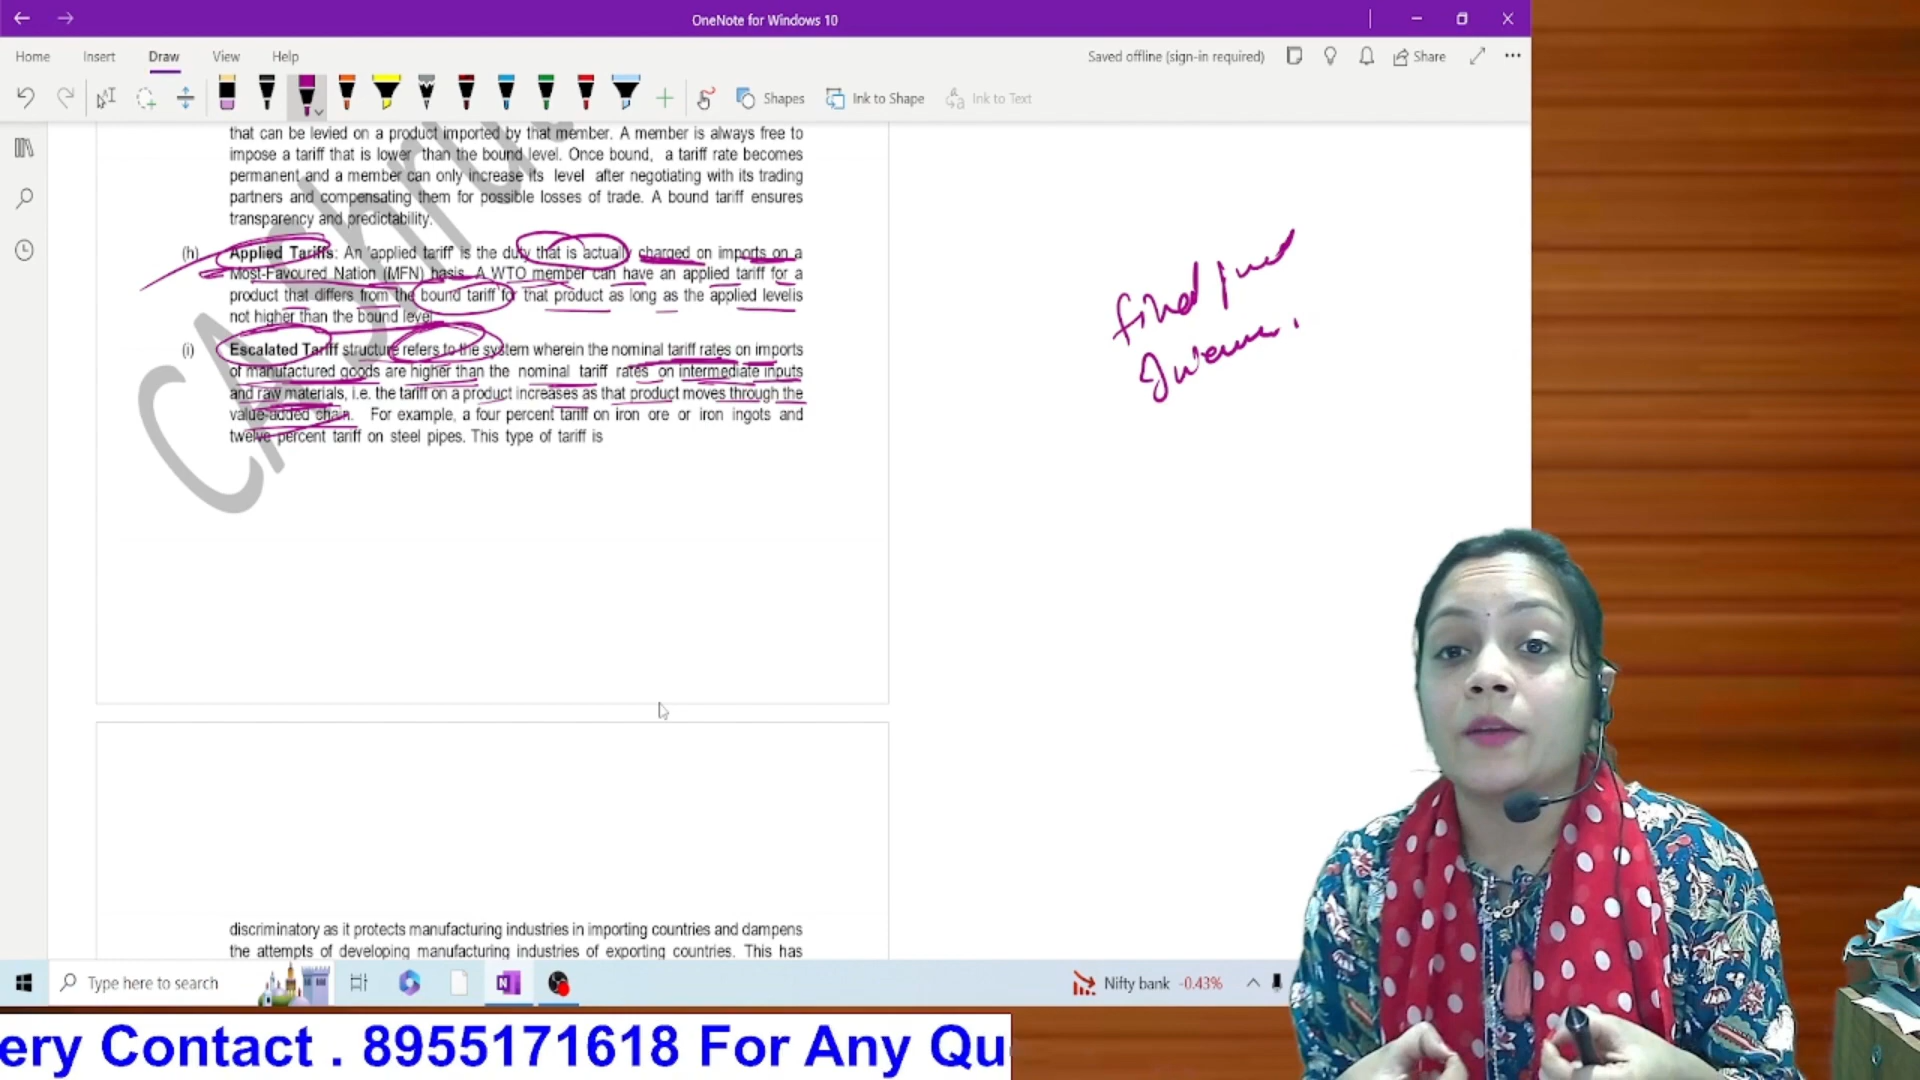 OneNote for Windows 10
Home Insert Draw View Help
Saved offline (sign-in required) Share
Shapes Ink to Shape Ink to Text
that can be levied on a product imported by that member. A member is always free to
impose a tariff that is lower than the bound level. Once bound, a tariff rate becomes
permanent and a member can only increase its level after negotiating with its trading
partners and compensating them for possible losses of trade. A bound tariff ensures
transparency and predictability.
(h) Applied Tariffs: An 'applied tariff' is the duty that is actually charged on imports on a
Most-Favoured Nation (MFN) basis. A WTO member can have an applied tariff for a
product that differs from the bound tariff for that product as long as the applied levelis
not higher than the bound level.
(i) Escalated Tariff structure refers to the system wherein the nominal tariff rates on imports
of manufactured goods are higher than the nominal tariff rates on intermediate inputs
and raw materials, i.e. the tariff on a product increases as that product moves through the
value-added chain. For example, a four percent tariff on iron ore or iron ingots and
twelve percent tariff on steel pipes. This type of tariff is
discriminatory as it protects manufacturing industries in importing countries and dampens
the attempts of developing manufacturing industries of exporting countries. This has
Type here to search
Nifty bank -0.43%
ery Contact . 8955171618 For Any Qu